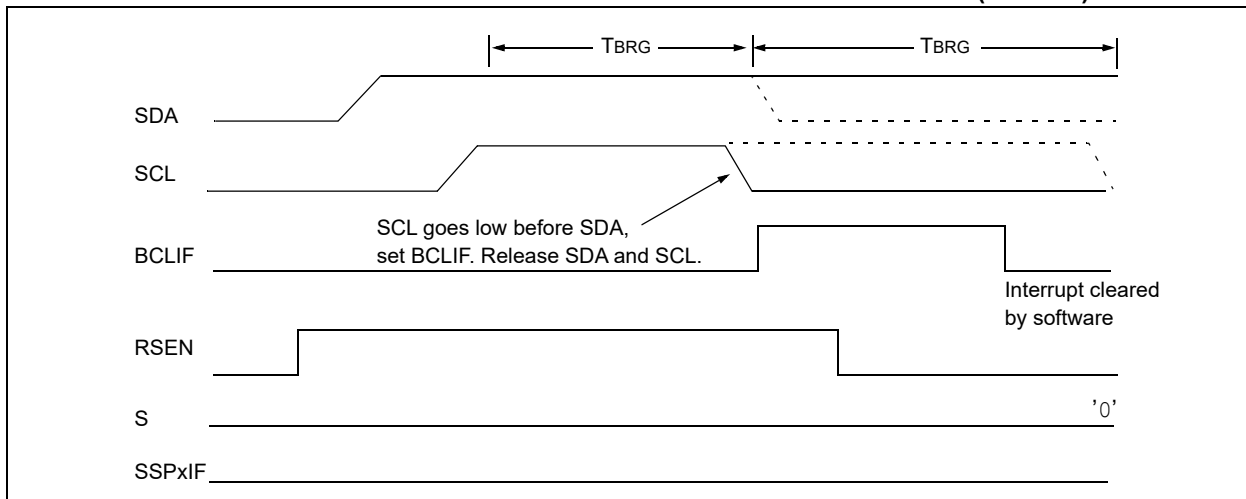 TBRG TBRG
SDA
SCL
SCL goes low before SDA,
set BCLIF. Release SDA and SCL.
BCLIF
Interrupt cleared
by software
RSEN
S '0'
SSPxIF